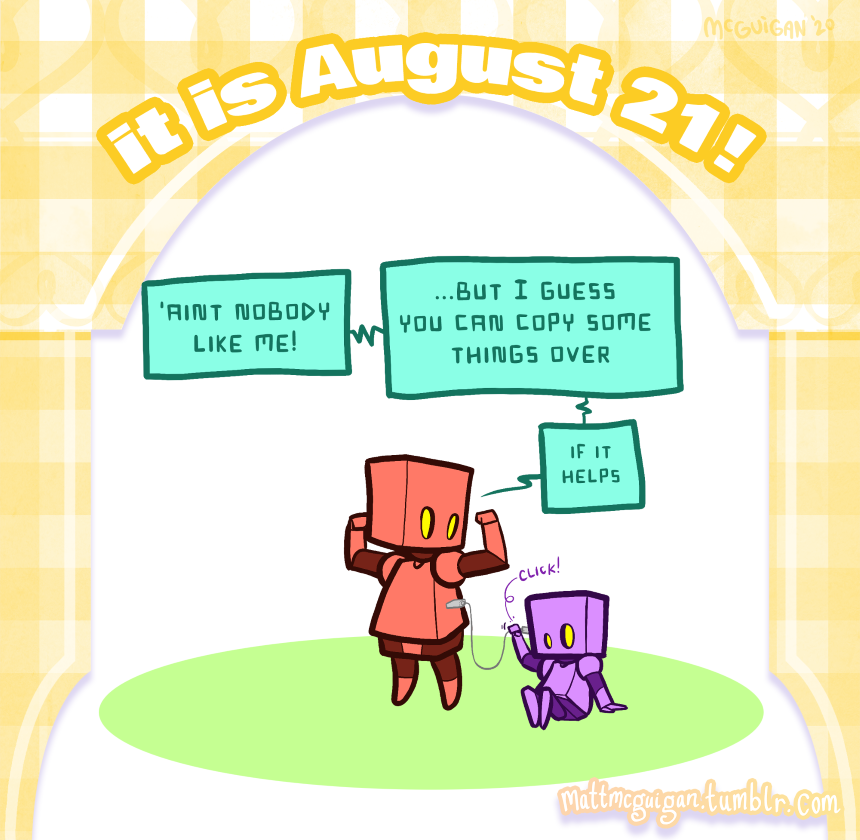 McGUiGAN '20
it is August 21!
'AINT NOBODY
LIKE ME!
...BUT I GUESS
YOU CAN COPY SOME
THINGS OVER
IF IT
HELPS
CLICK!
mattmcguigan.tumblr.com